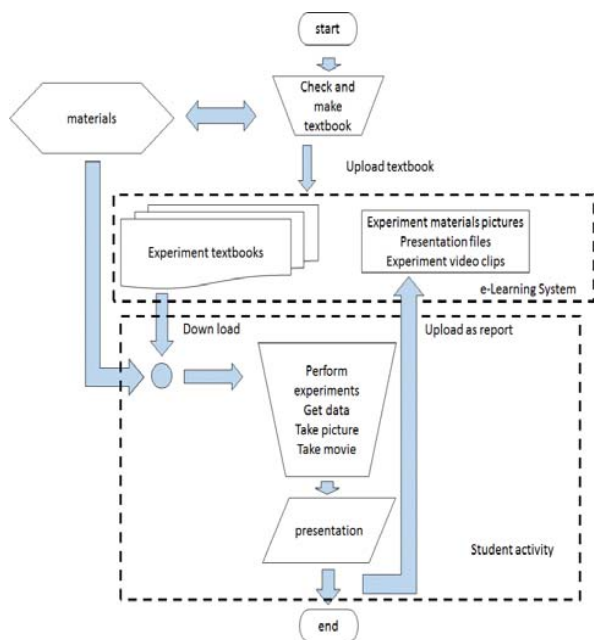 start
Check and
make
textbook
materials
Upload textbook
Experiment textbooks
Experiment materials pictures
Presentation files
Experiment video clips
e-Learning System
Down load
Upload as report
Perform
experiments
Get data
Take picture
Take movie
presentation
Student activity
end